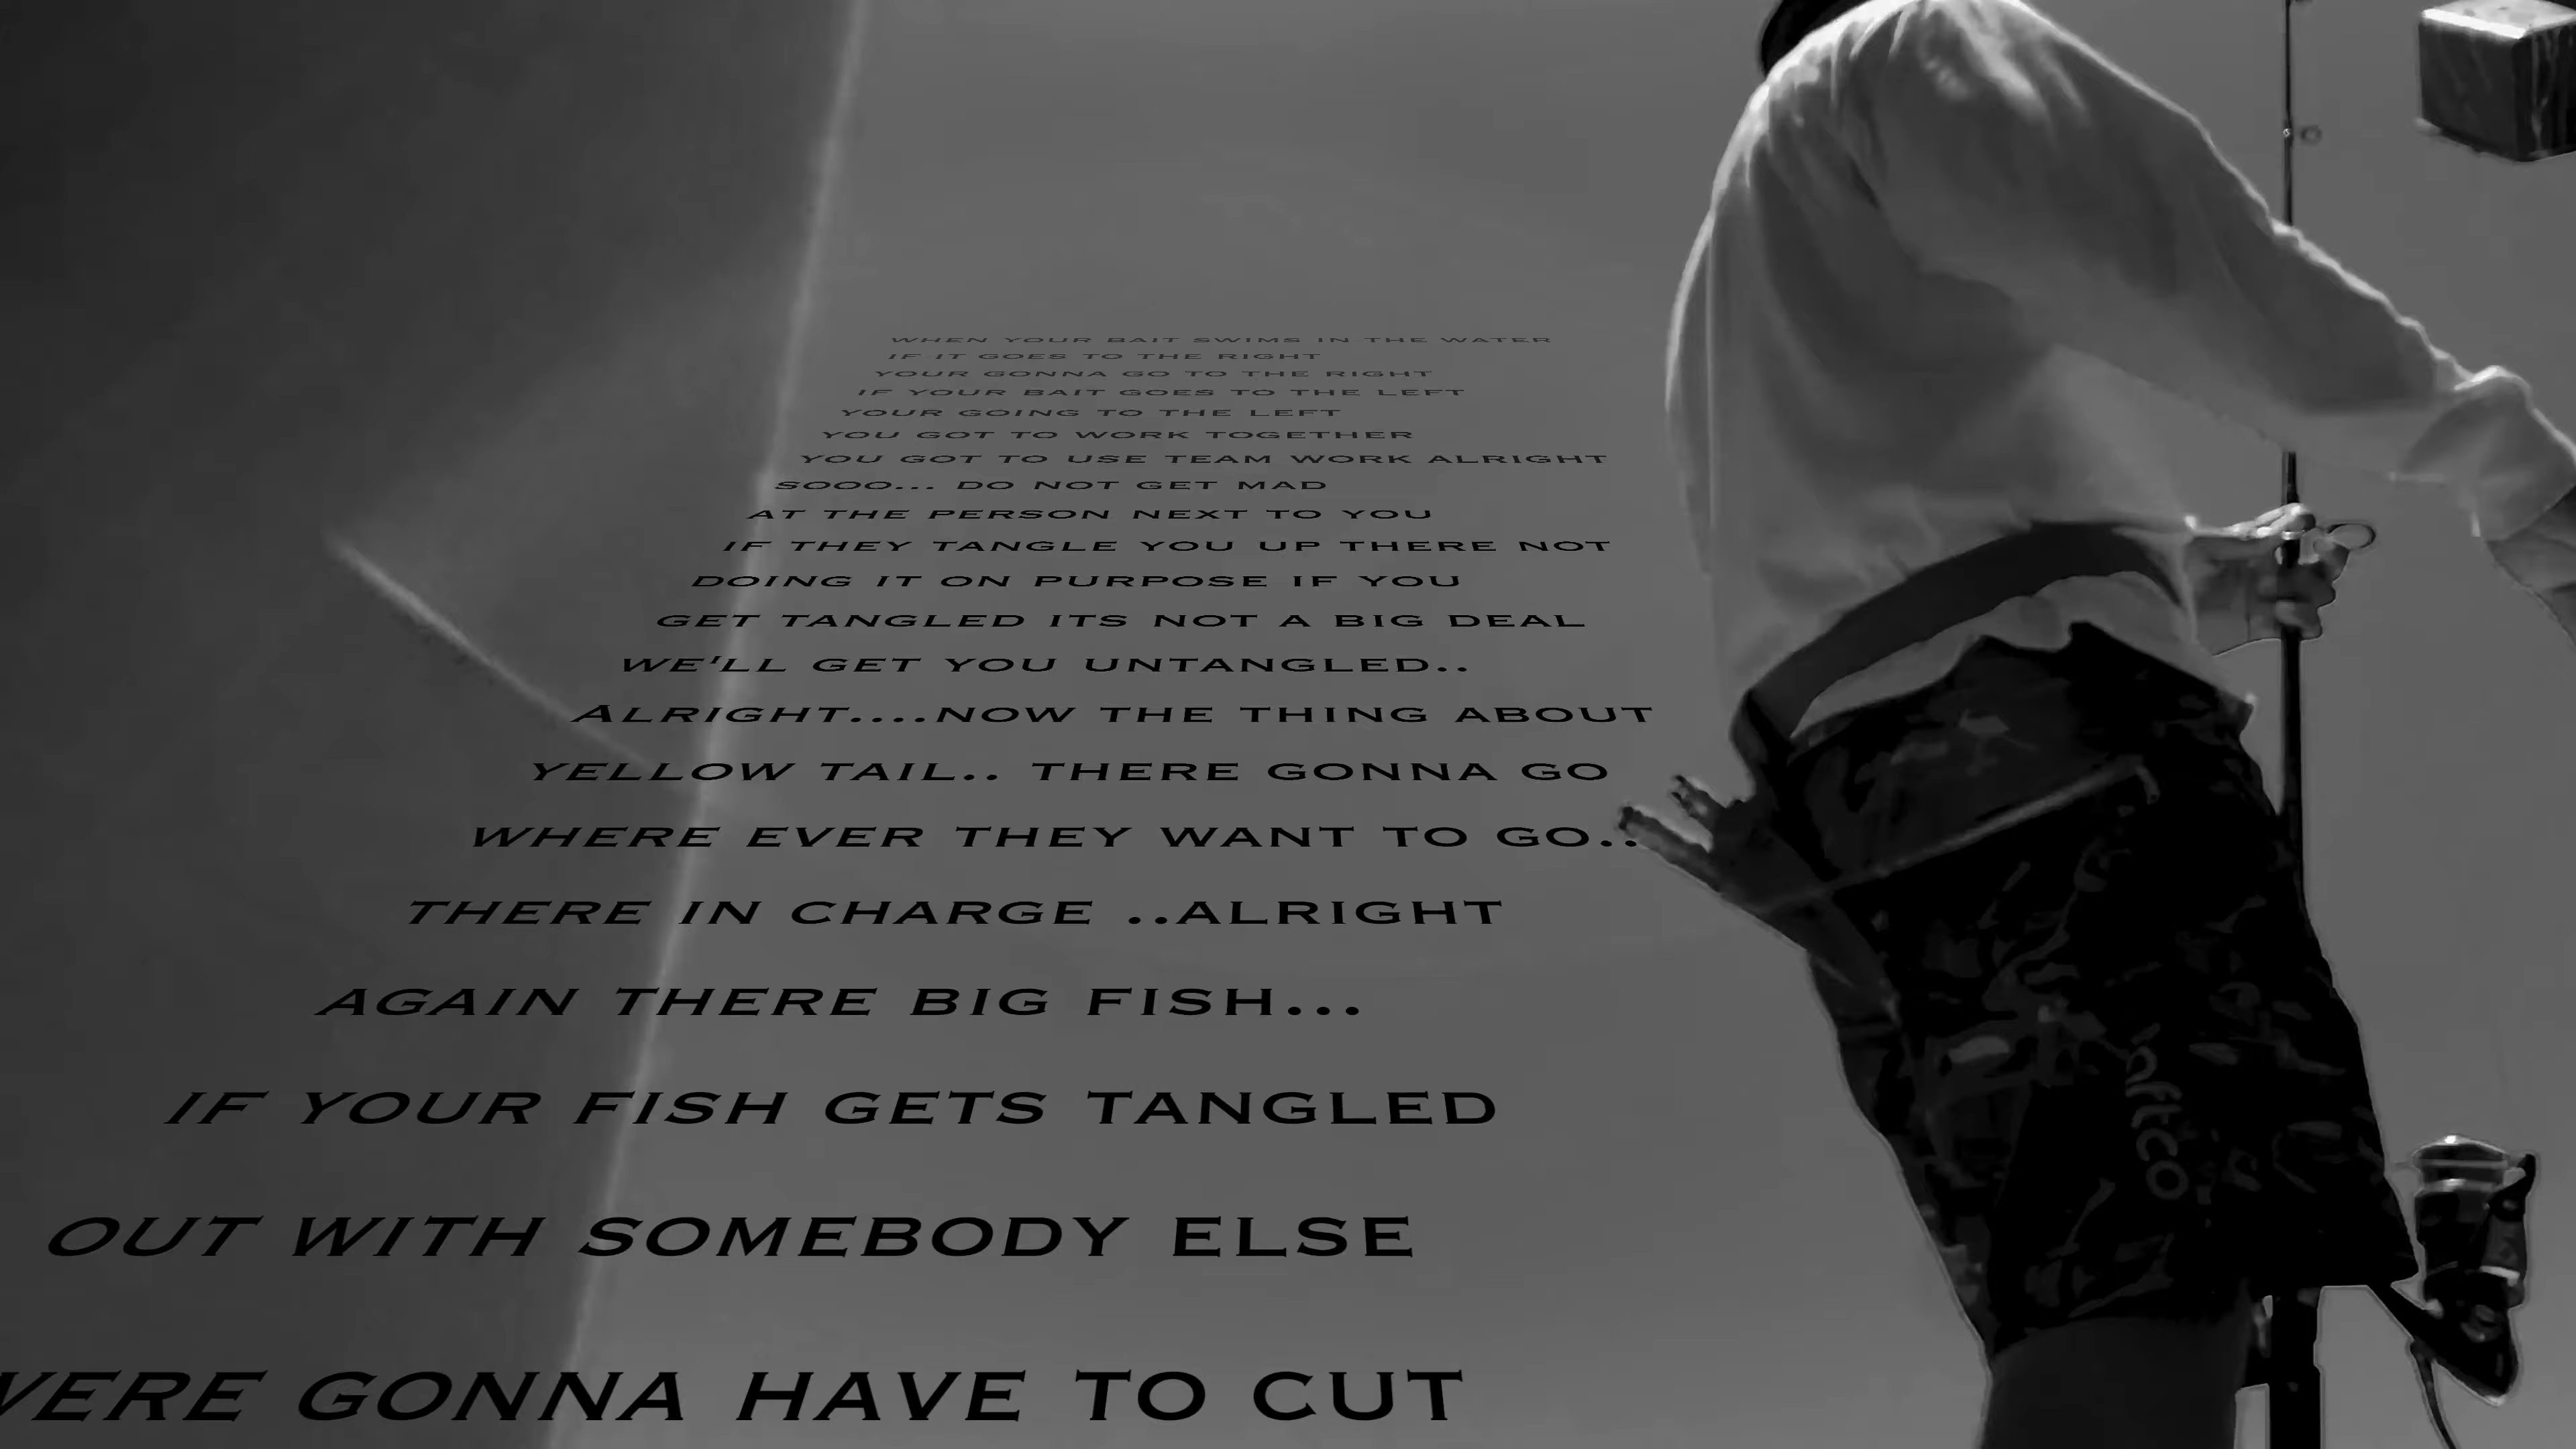 WHEN YOUR BAIT SWIMS IN THE WATER
IF IT GOES TO THE RIGHT
YOUR GONNA GO TO THE RIGHT
IF YOUR BAIT GOES TO THE LEFT
YOUR GOING TO THE LEFT
YOU GOT TO WORK TOGETHER
YOU GOT TO USE TEAM WORK ALRIGHT
SOOO... DO NOT GET MAD
AT THE PERSON NEXT TO YOU
IF THEY TANGLE YOU UP THERE NOT
DOING IT ON PURPOSE IF YOU
GET TANGLED ITS NOT A BIG DEAL
WE'LL GET YOU UNTANGLED..
ALRIGHT....NOW THE THING ABOUT
YELLOW TAIL.. THERE GONNA GO
WHERE EVER THEY WANT TO GO..
THERE IN CHARGE ..ALRIGHT
AGAIN THERE BIG FISH...
IF YOUR FISH GETS TANGLED
OUT WITH SOMEBODY ELSE
WERE GONNA HAVE TO CUT
aftco